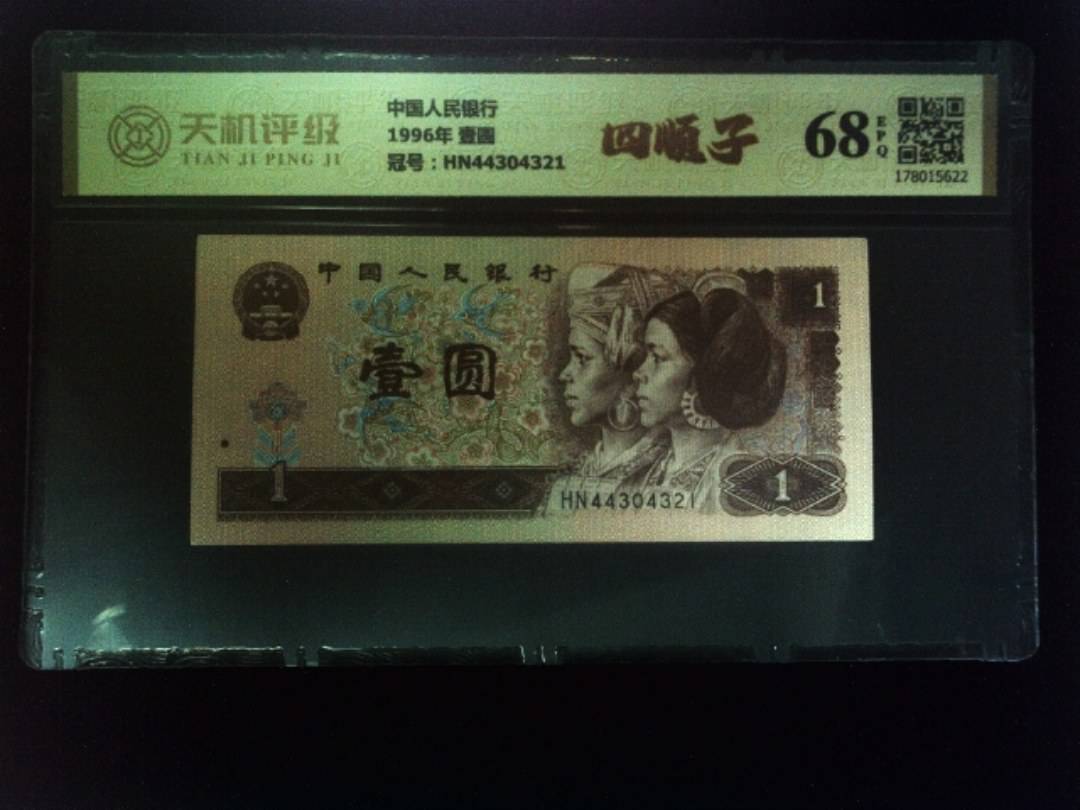 天机评级
TIAN JI PING JI
中国人民银行
1996年 壹圆
冠号：HN44304321
四顺子
68
EPQ
178015622
中国人民银行
壹圆
1
1
HN44304321
1